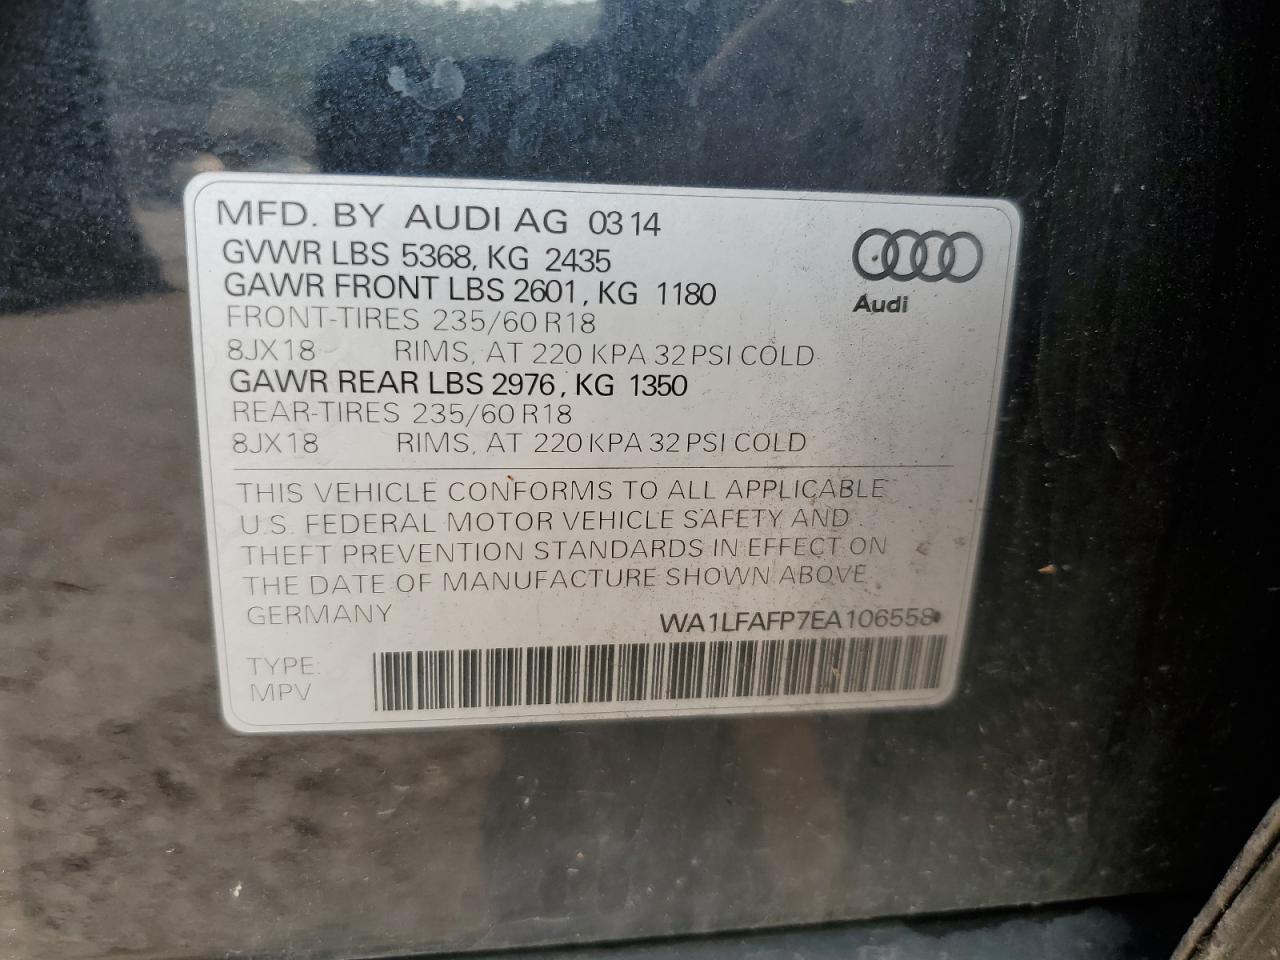 MFD. BY AUDI AG 03 14
GVWR LBS 5368, KG 2435
GAWR FRONT LBS 2601, KG 1180
FRONT-TIRES 235/60 R18
8JX18 RIMS, AT 220 KPA 32 PSI COLD
GAWR REAR LBS 2976, KG 1350
REAR-TIRES 235/60 R18
8JX18 RIMS, AT 220 KPA 32 PSI COLD
Audi
THIS VEHICLE CONFORMS TO ALL APPLICABLE
U.S. FEDERAL MOTOR VEHICLE SAFETY AND
THEFT PREVENTION STANDARDS IN EFFECT ON
THE DATE OF MANUFACTURE SHOWN ABOVE
GERMANY WA1LFAFP7EA106558
TYPE:
MPV